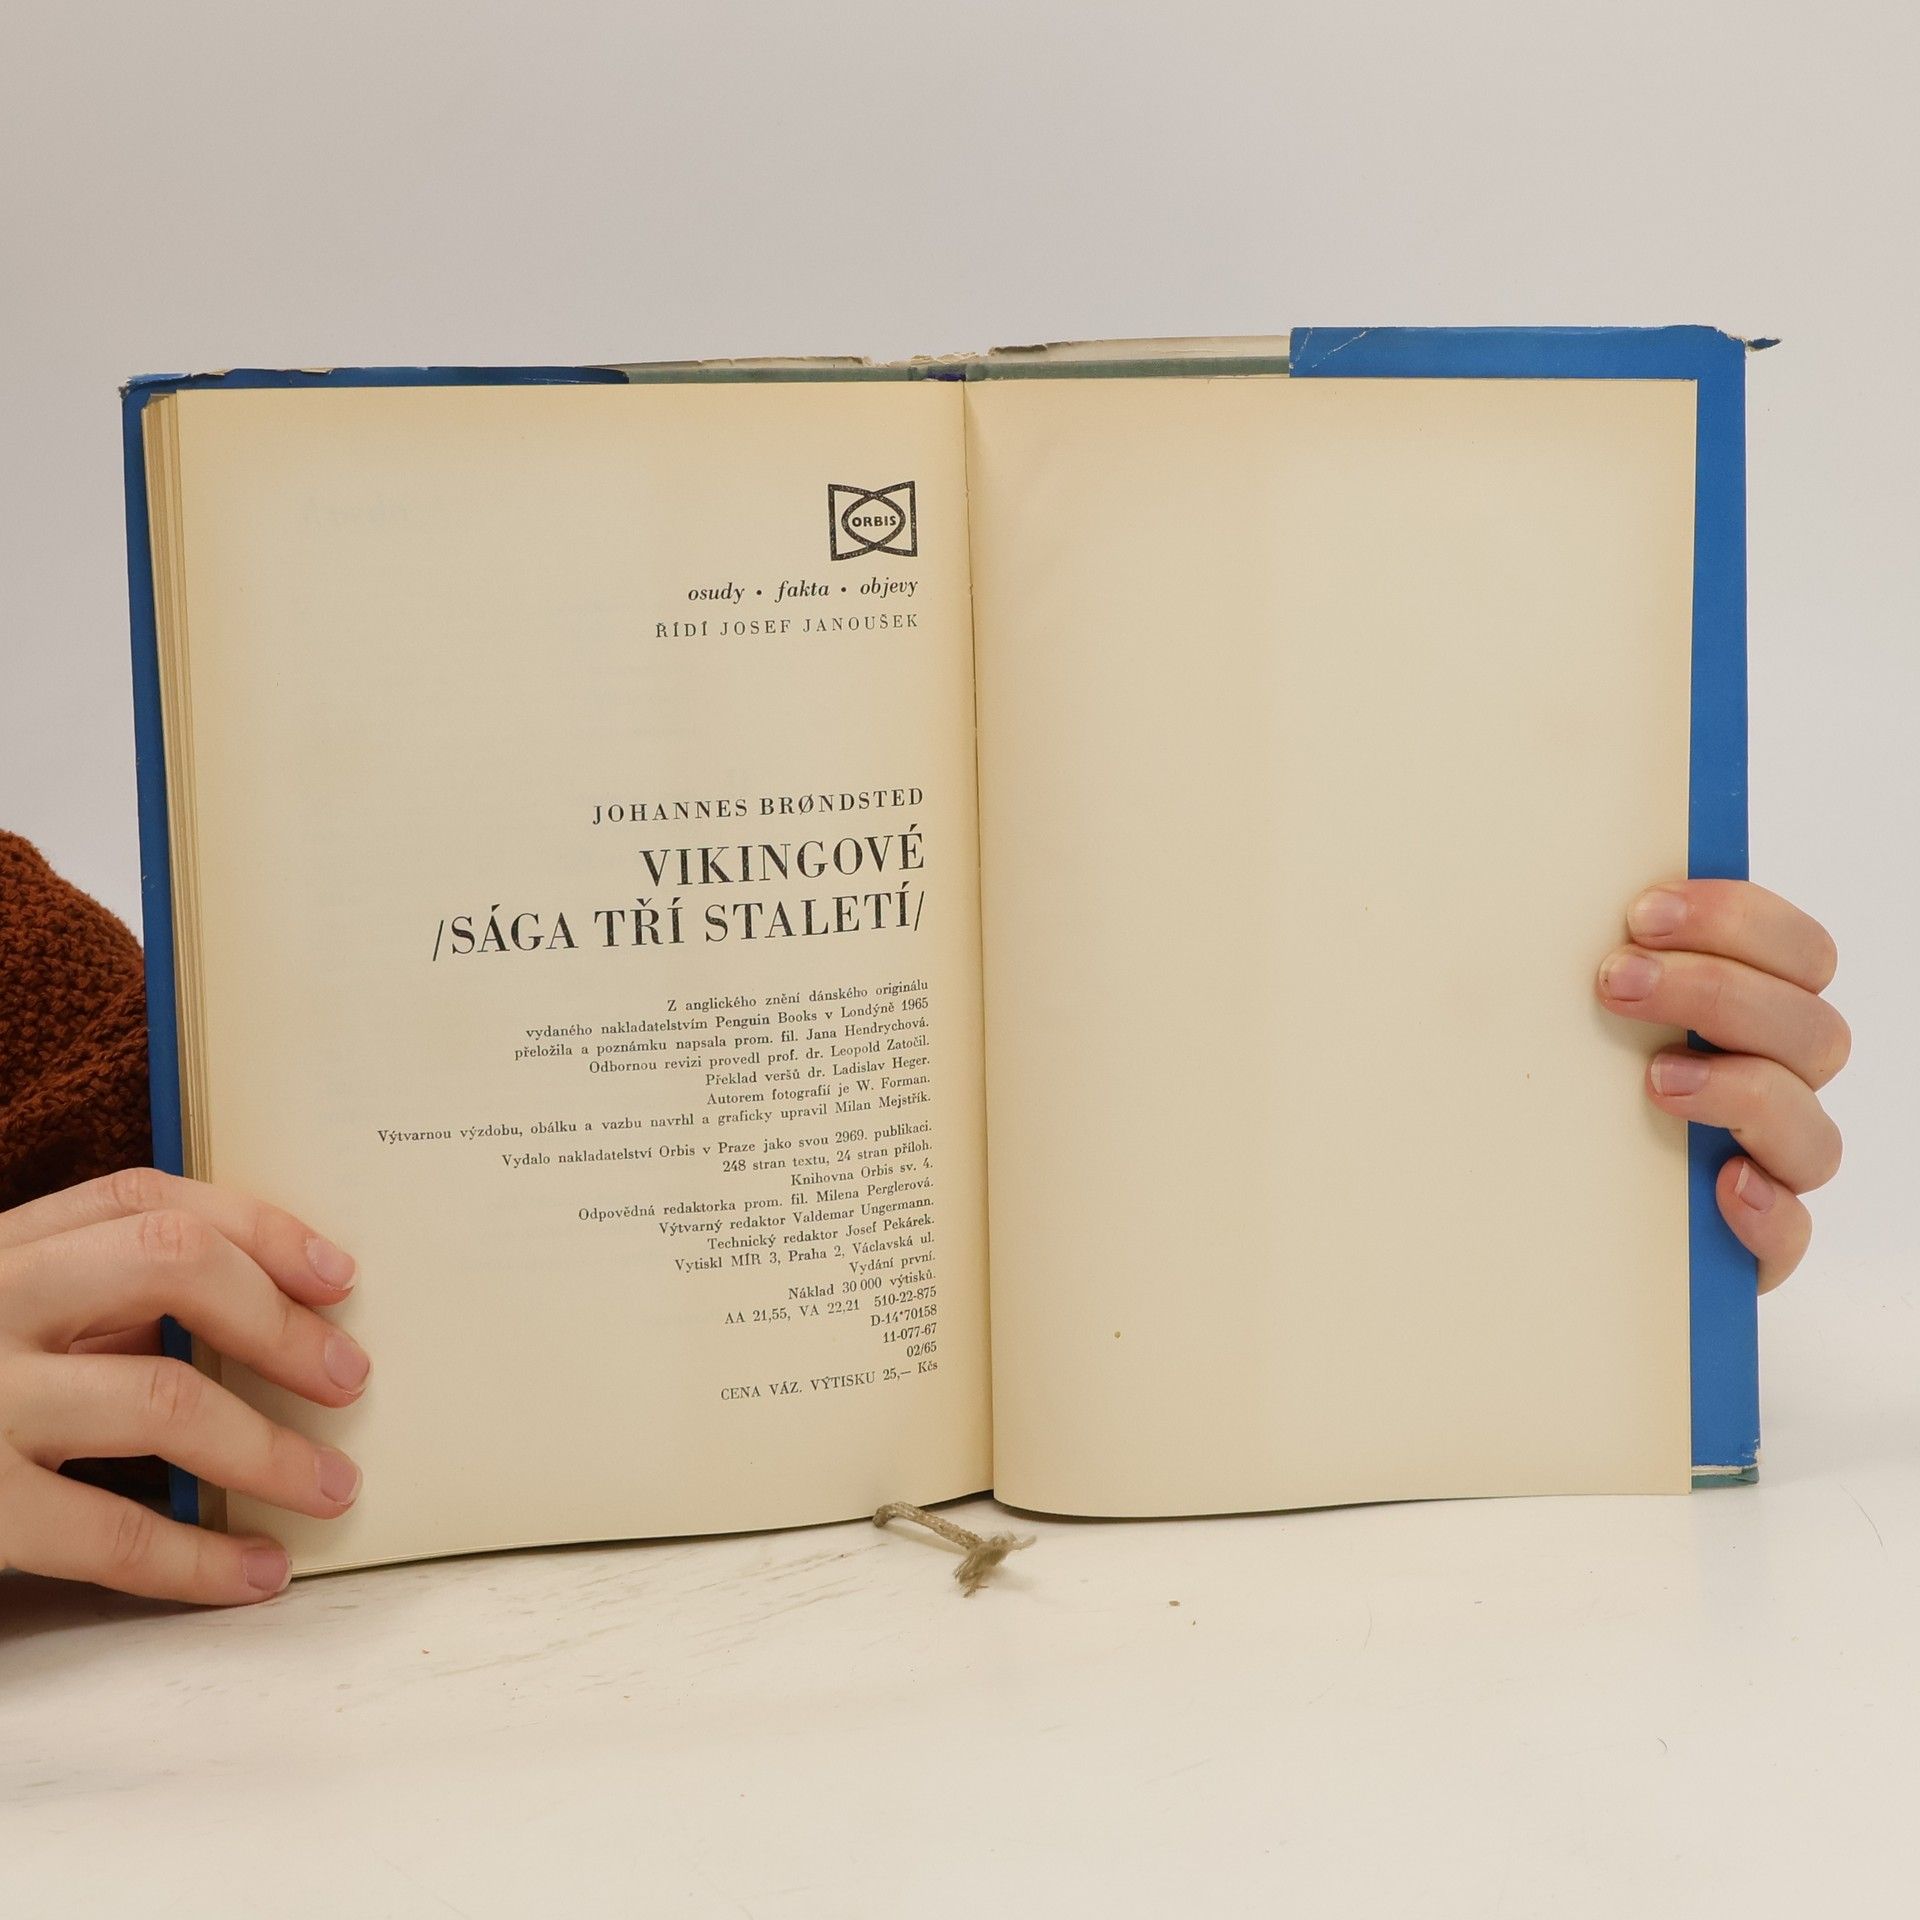 ORBIS
osudy • fakta • objevy
ŘÍDÍ JOSEF JANOUŠEK
JOHANNES BRØNDSTED
VIKINGOVÉ
/SÁGA TŘÍ STALETÍ/
Z anglického znění dánského originálu
vydaného nakladatelstvím Penguin Books v Londýně 1965
přeložila a poznámku napsala prom. fil. Jana Hendrychová.
Odbornou revizi provedl prof. dr. Leopold Zatočil.
Překlad veršů dr. Ladislav Heger.
Autorem fotografií je W. Forman.
Výtvarnou výzdobu, obálku a vazbu navrhl a graficky upravil Milan Mejstřík.
Vydalo nakladatelství Orbis v Praze jako svou 2969. publikaci.
248 stran textu, 24 stran příloh.
Knihovna Orbis sv. 4.
Odpovědná redaktorka prom. fil. Milena Perglerová.
Výtvarný redaktor Valdemar Ungermann.
Technický redaktor Josef Pekárek.
Vytiskl MÍR 3, Praha 2, Václavská ul.
Vydání první.
Náklad 30 000 výtisků.
AA 21,55, VA 22,21 510-22-875
D-14*70158
11-077-67
02/65
CENA VÁZ. VÝTISKU 25,— Kčs